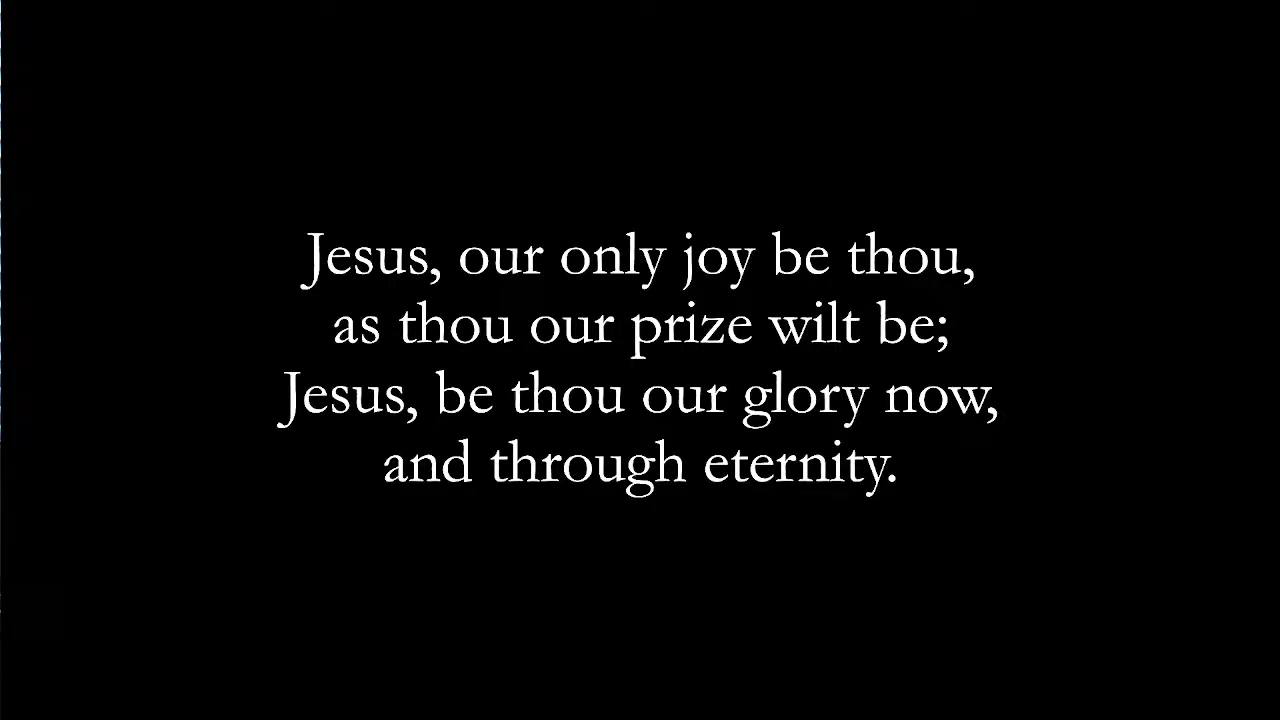 Jesus, our only joy be thou,
as thou our prize wilt be;
Jesus, be thou our glory now,
and through eternity.